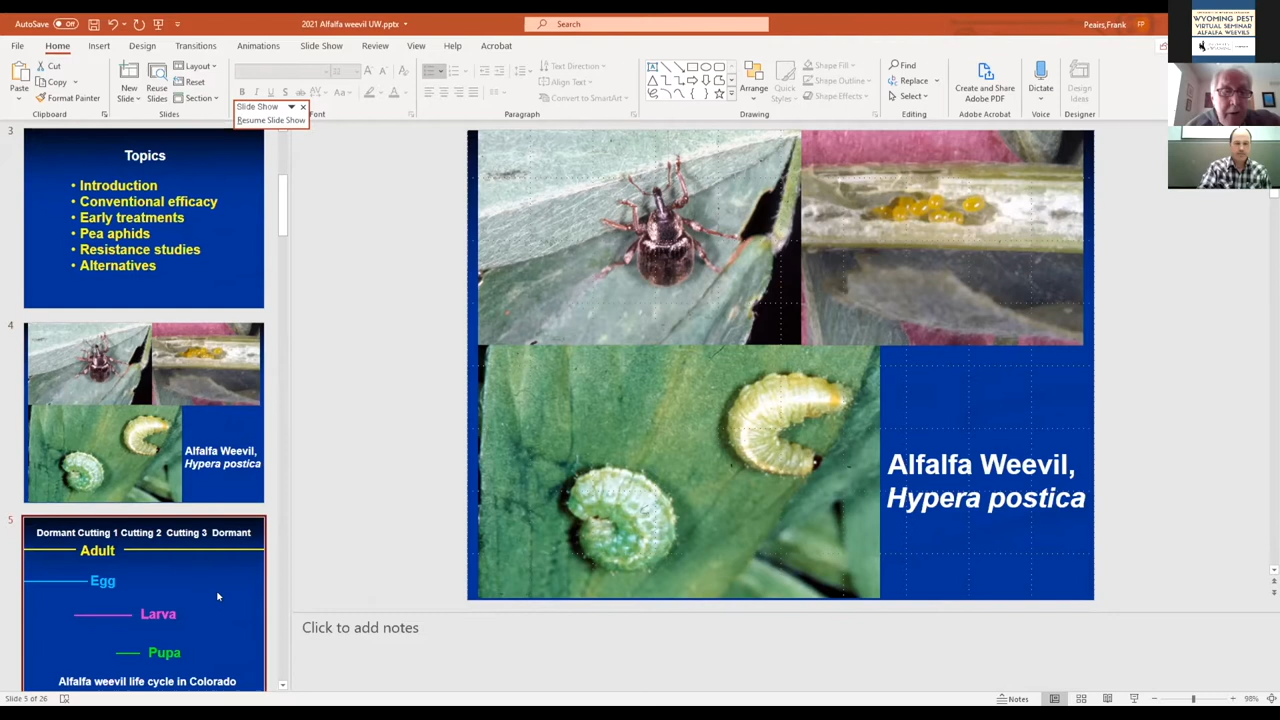 AutoSave Off
2021 Alfalfa weevil UW.pptx
Search
Peairs,Frank
FP
File Home Insert Design Transitions Animations Slide Show Review View Help Acrobat
Paste
Cut
Copy
Format Painter
Clipboard
New Slide
Reuse Slides
Layout
Reset
Section
Slides
Slide Show
Resume Slide Show
Font
Text Direction
Align Text
Convert to SmartArt
Paragraph
Arrange
Quick Styles
Shape Fill
Shape Outline
Shape Effects
Drawing
Find
Replace
Select
Editing
Create and Share Adobe PDF
Adobe Acrobat
Dictate
Voice
Design Ideas
Designer
WYOMING PEST
VIRTUAL SEMINAR
ALFALFA WEEVILS
3
Topics
• Introduction
• Conventional efficacy
• Early treatments
• Pea aphids
• Resistance studies
• Alternatives
4
Alfalfa Weevil,
Hypera postica
5
Dormant Cutting 1 Cutting 2 Cutting 3 Dormant
Adult
Egg
Larva
Pupa
Alfalfa weevil life cycle in Colorado
Alfalfa Weevil,
Hypera postica
Click to add notes
Slide 5 of 26
Notes
98%